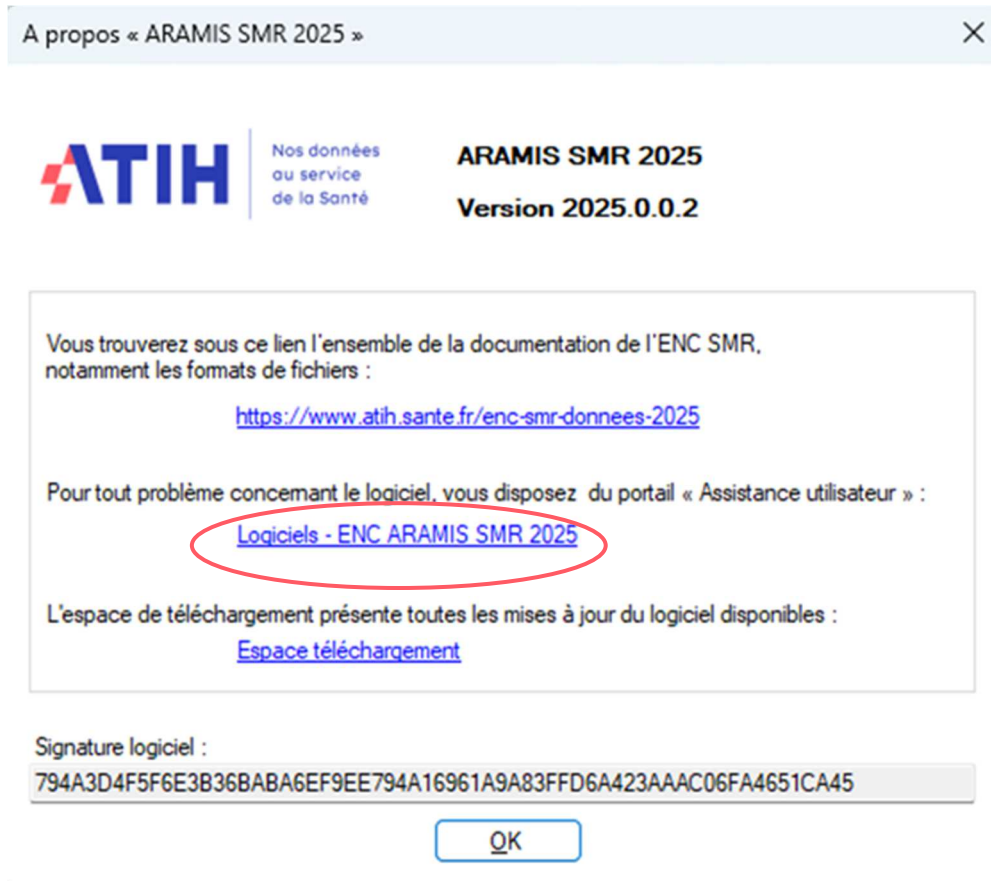 A propos « ARAMIS SMR 2025 »
ATIH
Nos données
au service
de la Santé
ARAMIS SMR 2025
Version 2025.0.0.2
Vous trouverez sous ce lien l'ensemble de la documentation de l'ENC SMR,
notamment les formats de fichiers :
https://www.atih.sante.fr/enc-smr-donnees-2025
Pour tout problème concernant le logiciel, vous disposez du portail « Assistance utilisateur » :
Logiciels - ENC ARAMIS SMR 2025
L'espace de téléchargement présente toutes les mises à jour du logiciel disponibles :
Espace téléchargement
Signature logiciel :
794A3D4F5F6E3B36BABA6EF9EE794A16961A9A83FFD6A423AAAC06FA4651CA45
OK